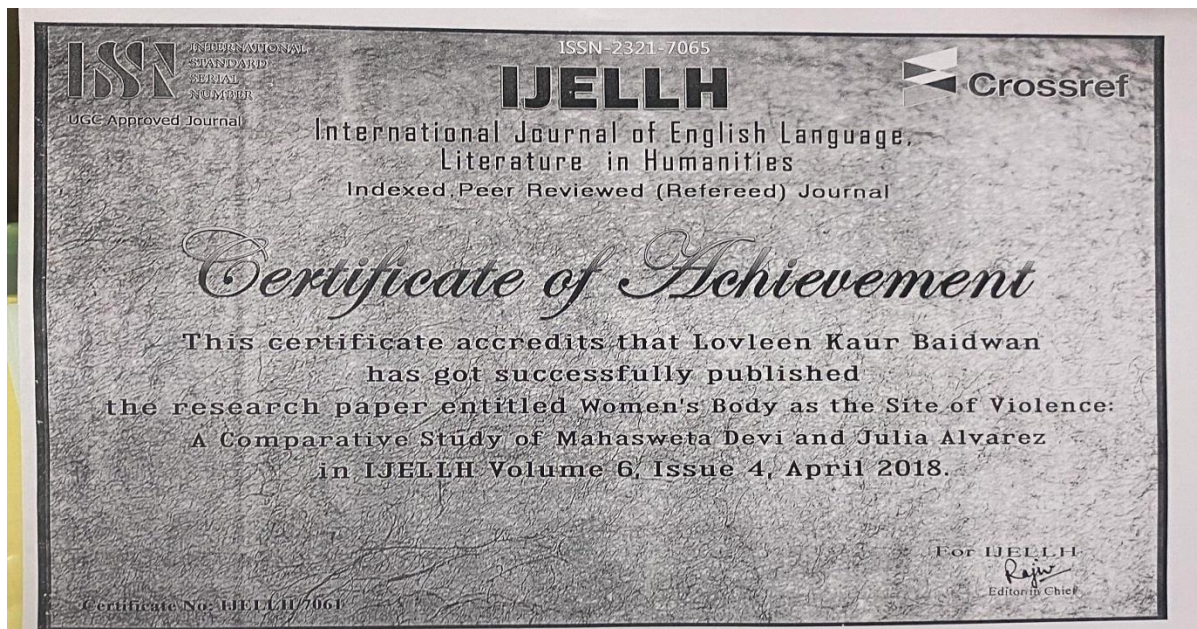 ISSN
INTERNATIONAL
STANDARD
SERIAL
NUMBER
UGC Approved Journal
ISSN-2321-7065
IJELLH
Crossref
International Journal of English Language,
Literature in Humanities
Indexed,Peer Reviewed (Refereed) Journal
Certificate of Achievement
This certificate accredits that Lovleen Kaur Baidwan
has got successfully published
the research paper entitled Women's Body as the Site of Violence:
A Comparative Study of Mahasweta Devi and Julia Alvarez
in IJELLH Volume 6, Issue 4, April 2018.
For IJELLH
Rajiv
Editor in Chief
Certificate No: IJELLH/7061